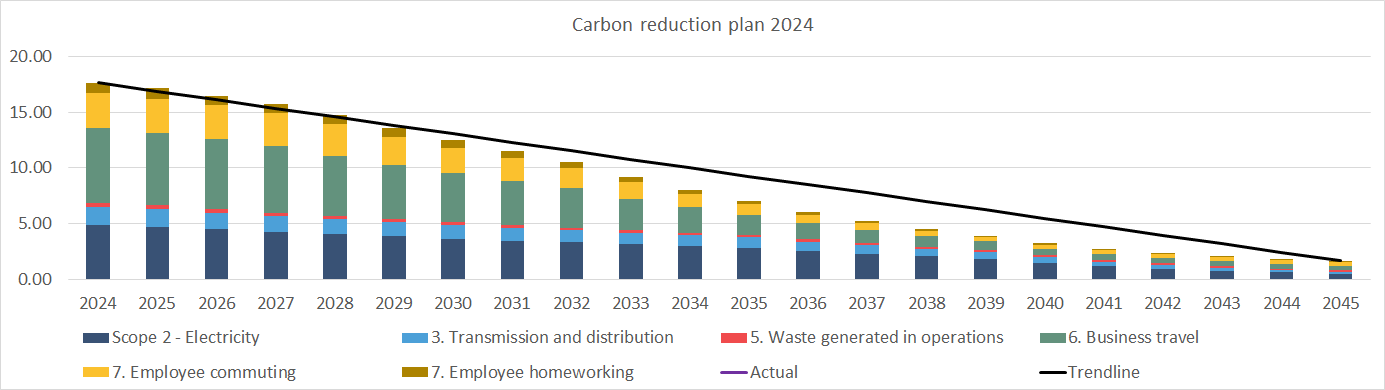 Carbon reduction plan 2024
20.00
15.00
10.00
5.00
0.00
2024 2025 2026 2027 2028 2029 2030 2031 2032 2033 2034 2035 2036 2037 2038 2039 2040 2041 2042 2043 2044 2045
Scope 2 - Electricity 3. Transmission and distribution 5. Waste generated in operations 6. Business travel
7. Employee commuting 7. Employee homeworking Actual Trendline